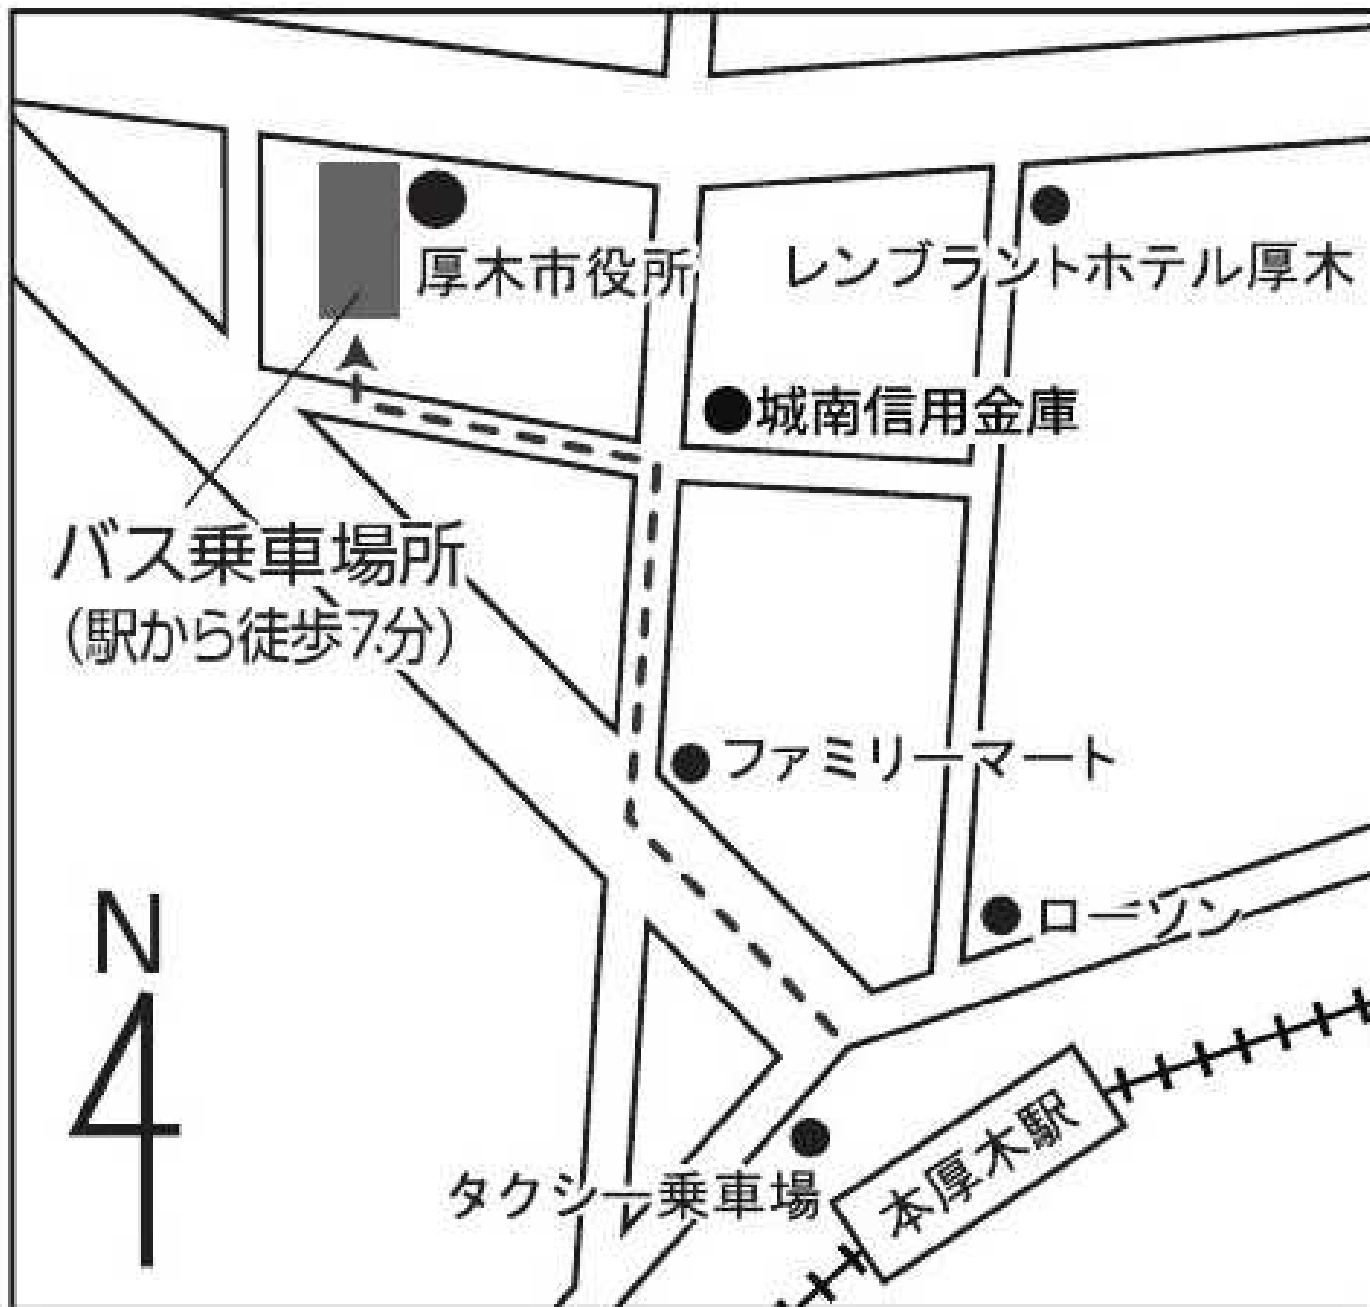 厚木市役所
レンブラントホテル厚木
城南信用金庫
バス乗車場所
(駅から徒歩7分)
ファミリーマート
ローソン
N
タクシー乗車場
本厚木駅